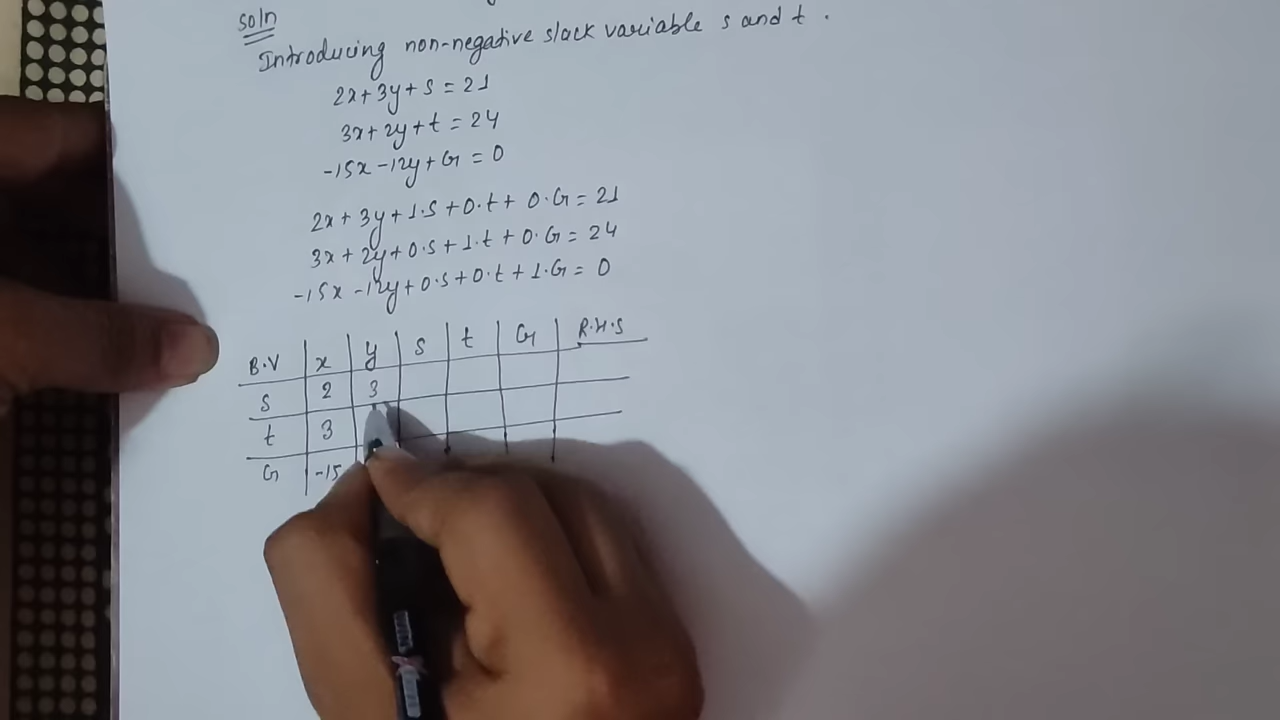 soln
Introducing non-negative slack variable s and t .
2x + 3y + s = 21
3x + 2y + t = 24
-15x - 12y + G = 0
2x + 3y + 1.s + 0.t + 0.G = 21
3x + 2y + 0.s + 1.t + 0.G = 24
-15x - 12y + 0.s + 0.t + 1.G = 0
B.V x y s t G R.H.S
s 2 3
t 3
G -15